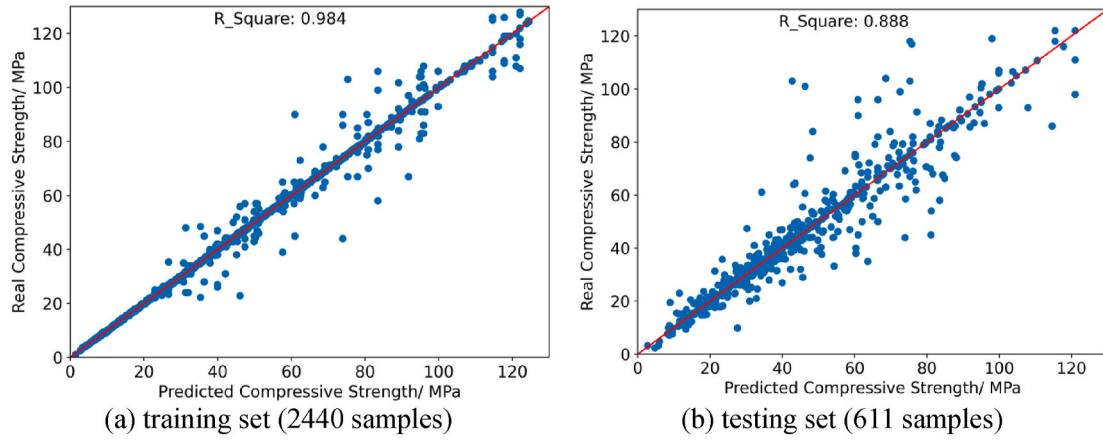 R_Square: 0.984
Real Compressive Strength/ MPa
120
100
80
60
40
20
0
0 20 40 60 80 100 120
Predicted Compressive Strength/ MPa
(a) training set (2440 samples)
R_Square: 0.888
Real Compressive Strength/ MPa
120
100
80
60
40
20
0
0 20 40 60 80 100 120
Predicted Compressive Strength/ MPa
(b) testing set (611 samples)